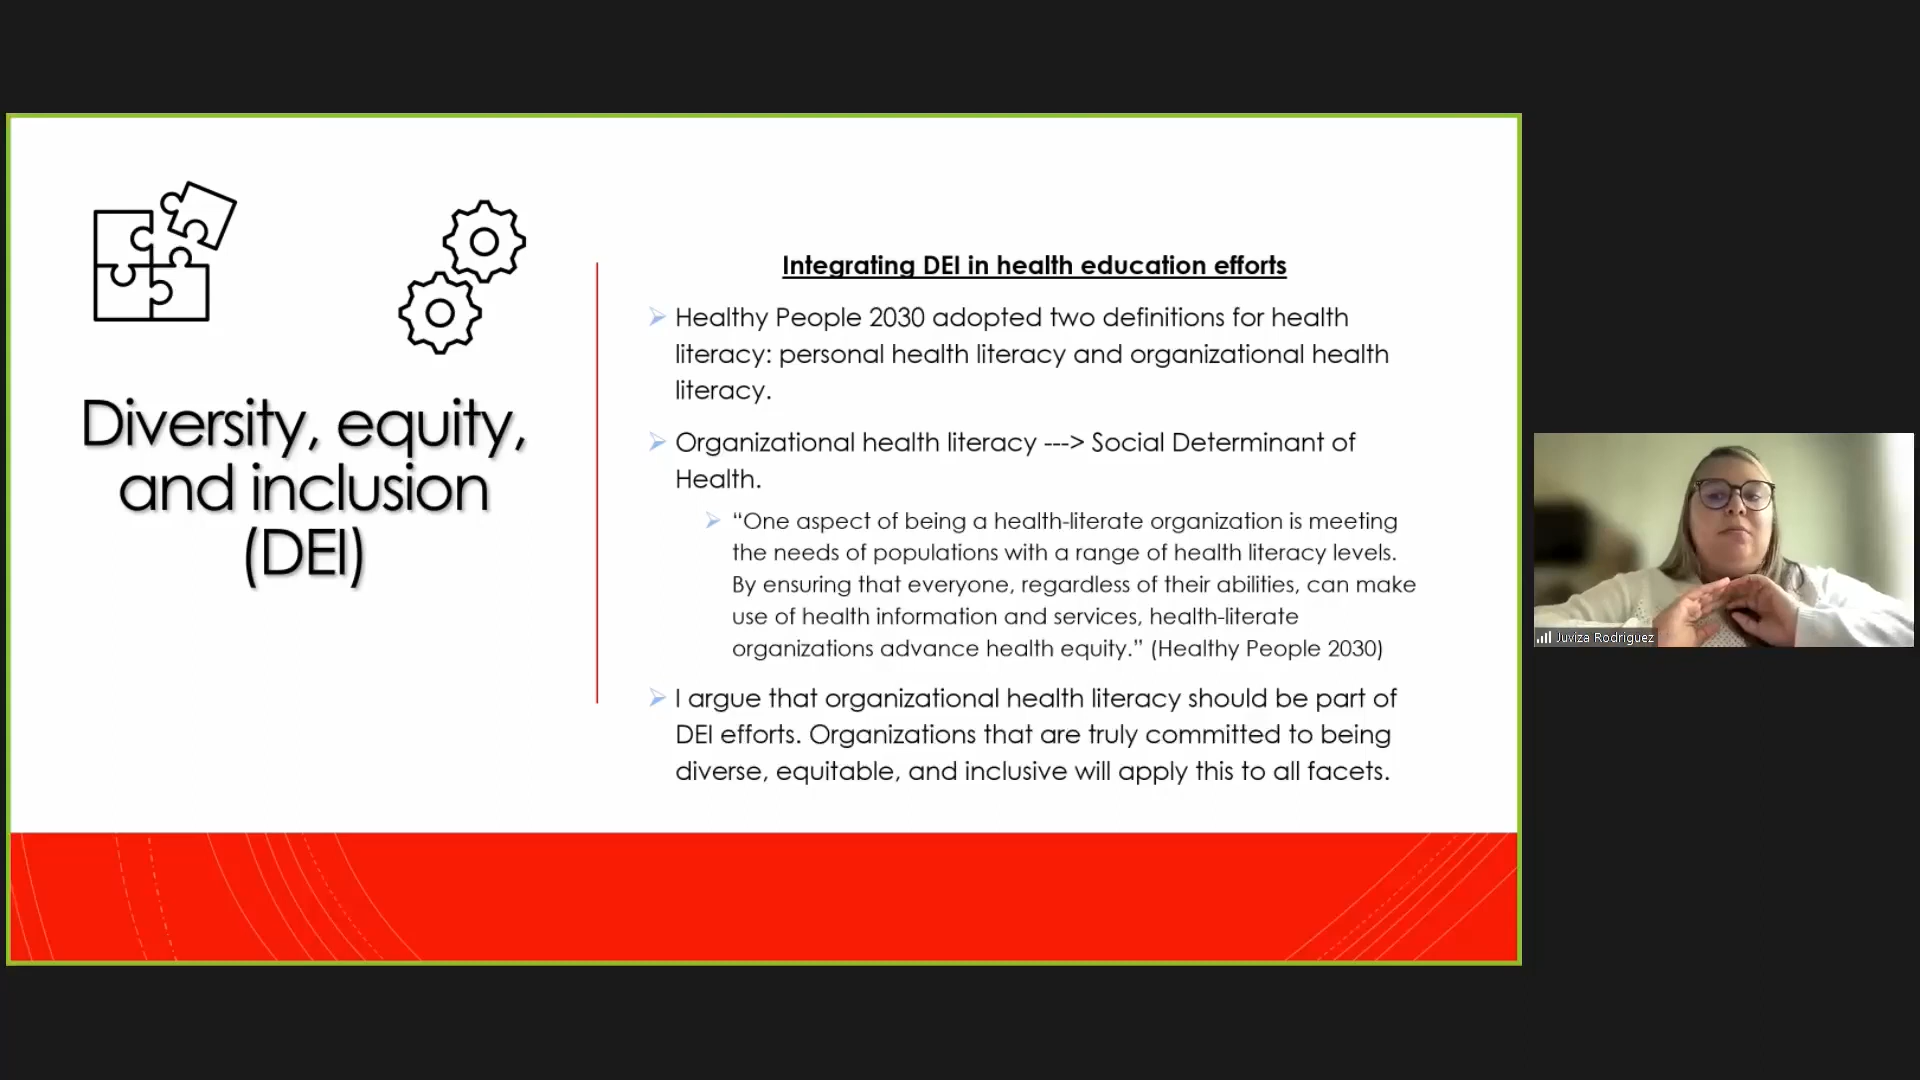 Diversity, equity,
and inclusion
(DEI)
Integrating DEI in health education efforts
Healthy People 2030 adopted two definitions for health
literacy: personal health literacy and organizational health
literacy.
Organizational health literacy ---> Social Determinant of
Health.
“One aspect of being a health-literate organization is meeting
the needs of populations with a range of health literacy levels.
By ensuring that everyone, regardless of their abilities, can make
use of health information and services, health-literate
organizations advance health equity.” (Healthy People 2030)
I argue that organizational health literacy should be part of
DEI efforts. Organizations that are truly committed to being
diverse, equitable, and inclusive will apply this to all facets.
Juviza Rodriguez